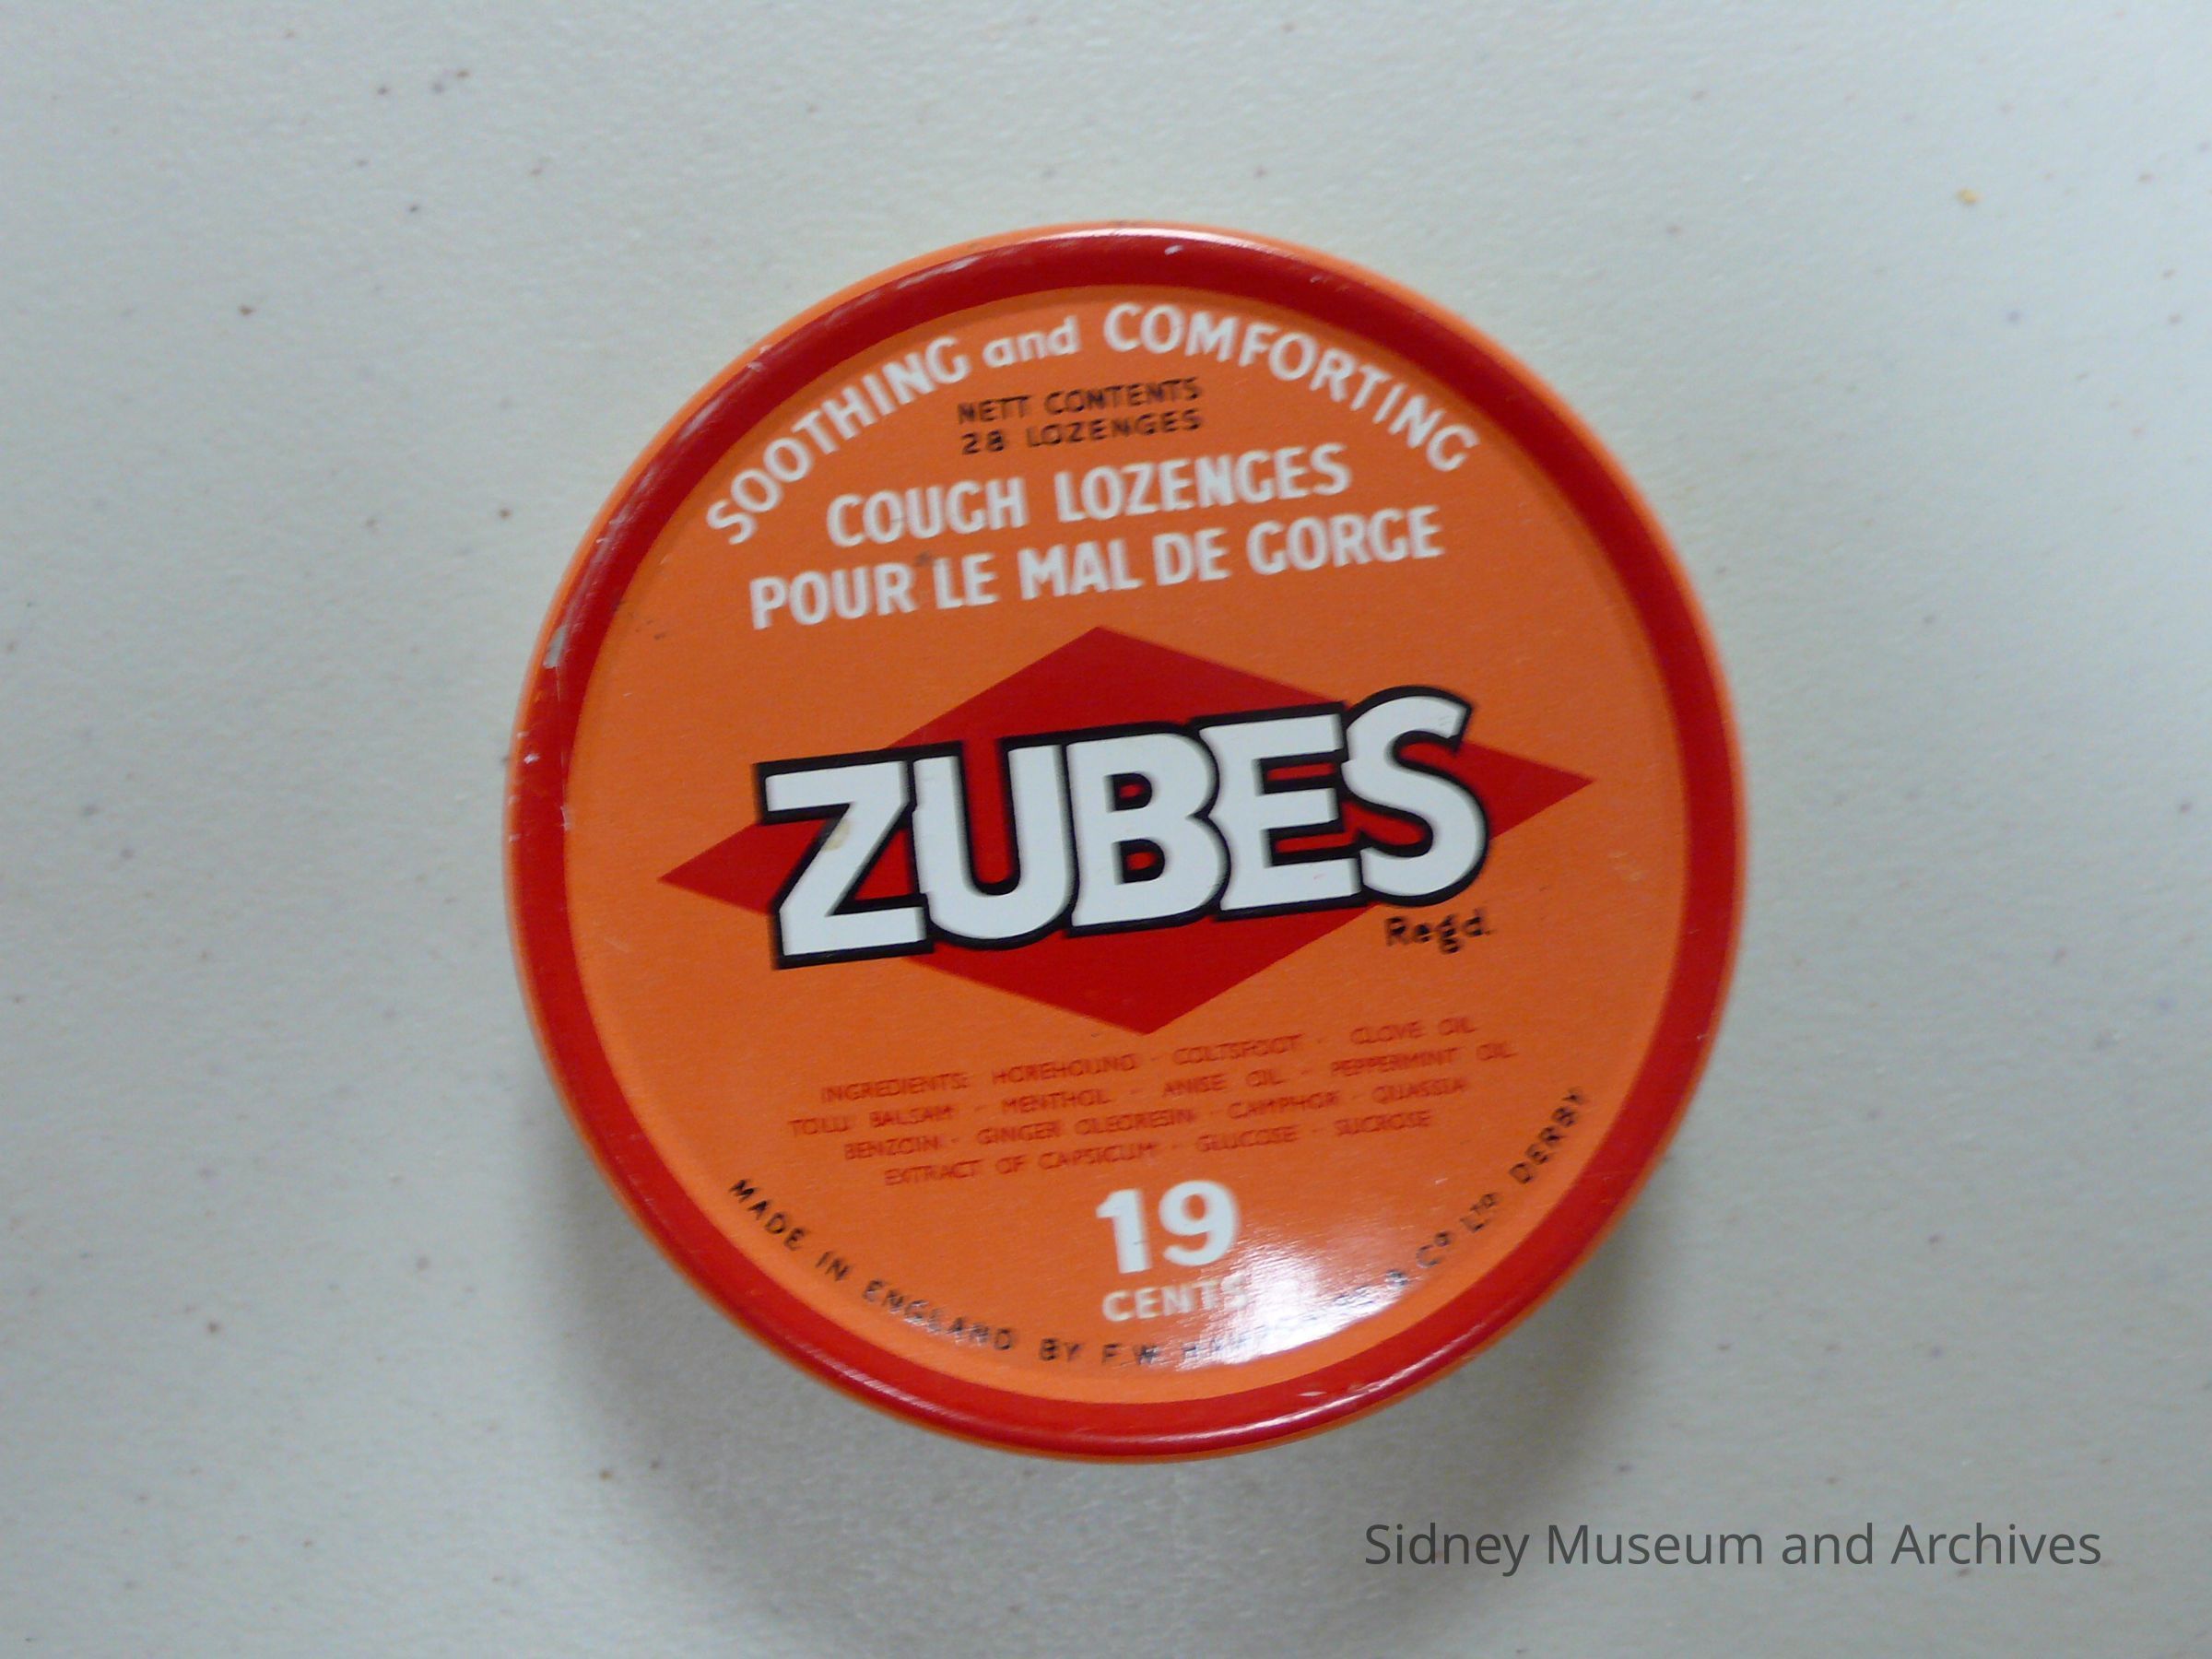 SOOTHING and COMFORTING
NETT CONTENTS
28 LOZENGES
COUGH LOZENGES
POUR LE MAL DE GORGE
ZUBES
Regd.
INGREDIENTS: HOREHOUND · COLTSFOOT · CLOVE OIL
TOLU BALSAM · MENTHOL · ANISE OIL · PEPPERMINT OIL
BENZOIN · GINGER OLEORESIN · CAMPHOR · QUASSIA
EXTRACT OF CAPSICUM · GLUCOSE · SUCROSE
19
CENTS
MADE IN ENGLAND BY F.W. & Cº LTD DERBY
Sidney Museum and Archives